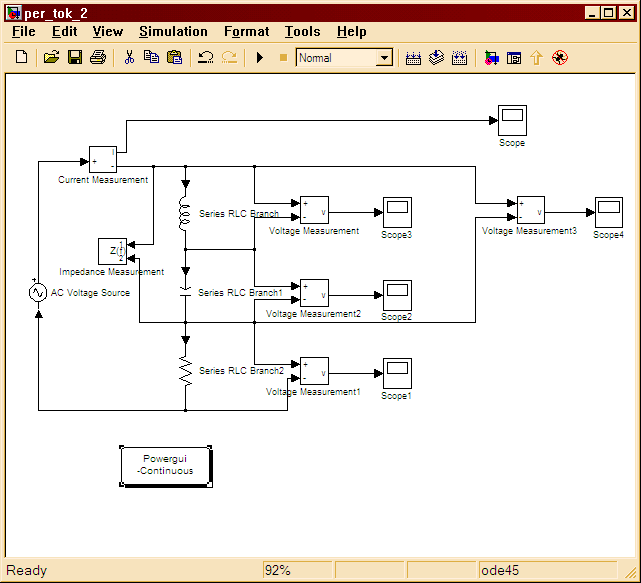 per_tok_2
File Edit View Simulation Format Tools Help
Normal
Scope
i
+
-
Current Measurement
Series RLC Branch
+
-
v
Voltage Measurement
Scope3
+
-
v
Voltage Measurement3
Scope4
Z(f)
1
2
Impedance Measurement
+
AC Voltage Source
Series RLC Branch1
+
-
v
Voltage Measurement2
Scope2
Series RLC Branch2
+
-
v
Voltage Measurement1
Scope1
Powergui
-Continuous
Ready
92%
ode45